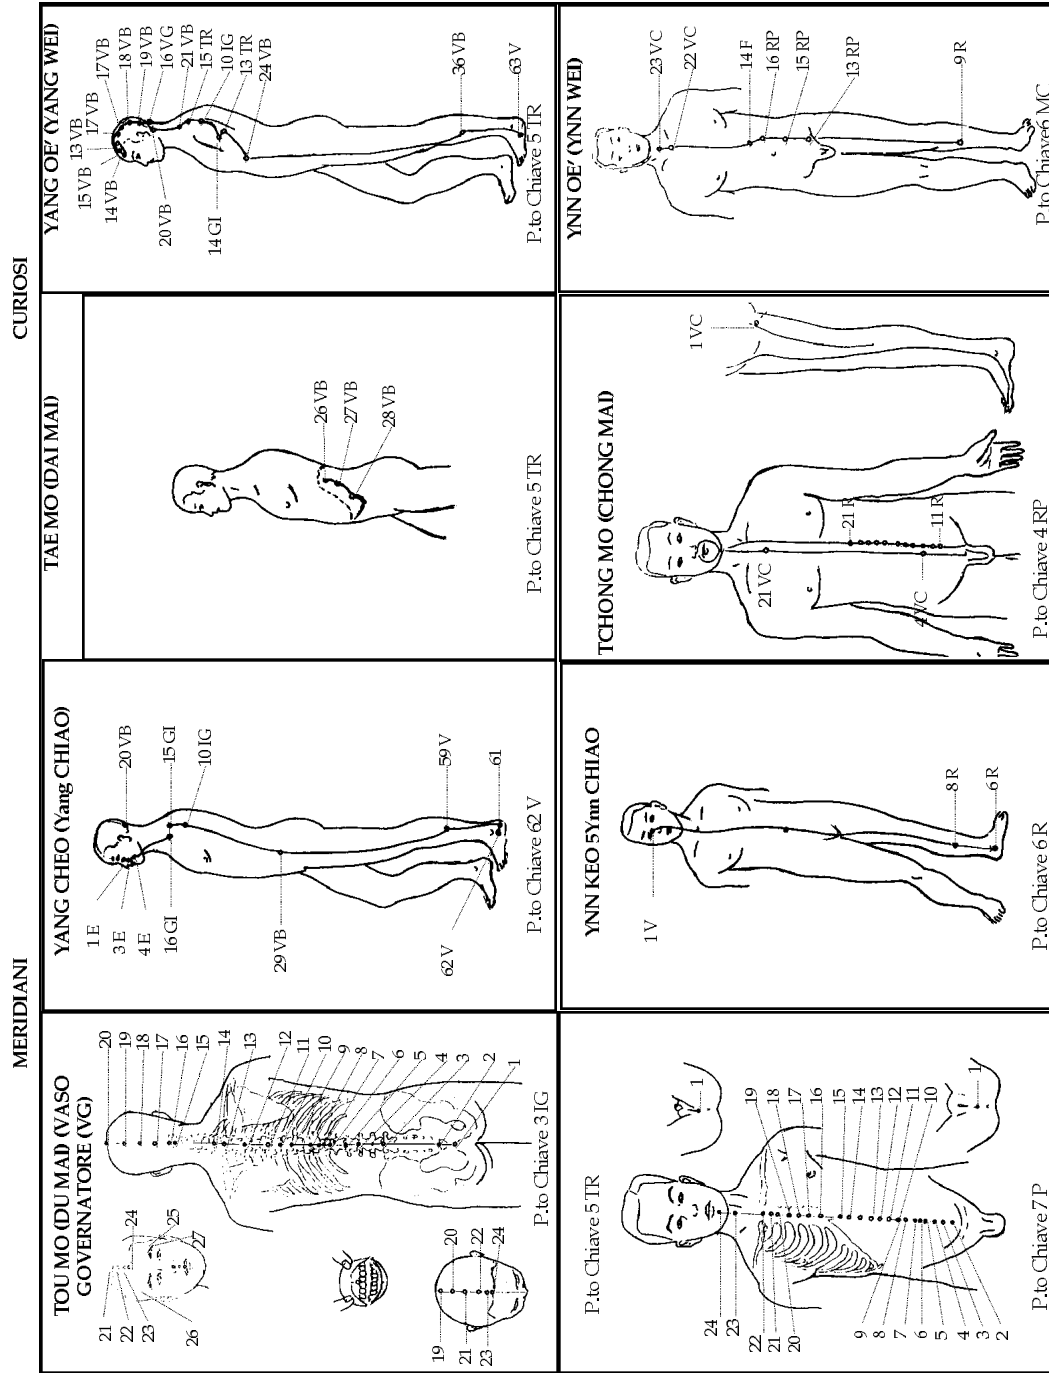 MERIDIANI CURIOSI
TOU MO (DU MAD (VASO
GOVERNATORE (VG)
21
22
23
24
25
26
27
19
20
21
22
23
24
20
19
18
17
16
15
14
13
12
11
10
9
8
7
6
5
4
3
2
1
P.to Chiave 3 IG
YANG CHEO (Yang CHIAO)
1 E
3 E
4 E
16 GI
29 VB
62 V
20 VB
15 GI
10 IG
59 V
61
P.to Chiave 62 V
TAE MO (DAI MAI)
26 VB
27 VB
28 VB
P.to Chiave 5 TR
YANG OE' (YANG WEI)
15 VB
14 VB
13 VB
17 VB
17 VB
18 VB
19 VB
16 VG
21 VB
15 TR
10 IG
13 TR
24 VB
20 VB
14 GI
36 VB
63 V
P.to Chiave 5 TR
P.to Chiave 5 TR
24
23
22
21
20
19
18
17
16
15
14
13
12
11
10
9
8
7
6
5
4
3
2
1
1
P.to Chiave 7 P
YNN KEO 5Ynn CHIAO
1 V
8 R
6 R
P.to Chiave 6 R
TCHONG MO (CHONG MAI)
21 VC
21 R
4 VC
11 R
1 VC
P.to Chiave 4 RP
YNN OE' (YNN WEI)
23 VC
22 VC
14 F
16 RP
15 RP
13 RP
9 R
P.to Chiave 6 MC